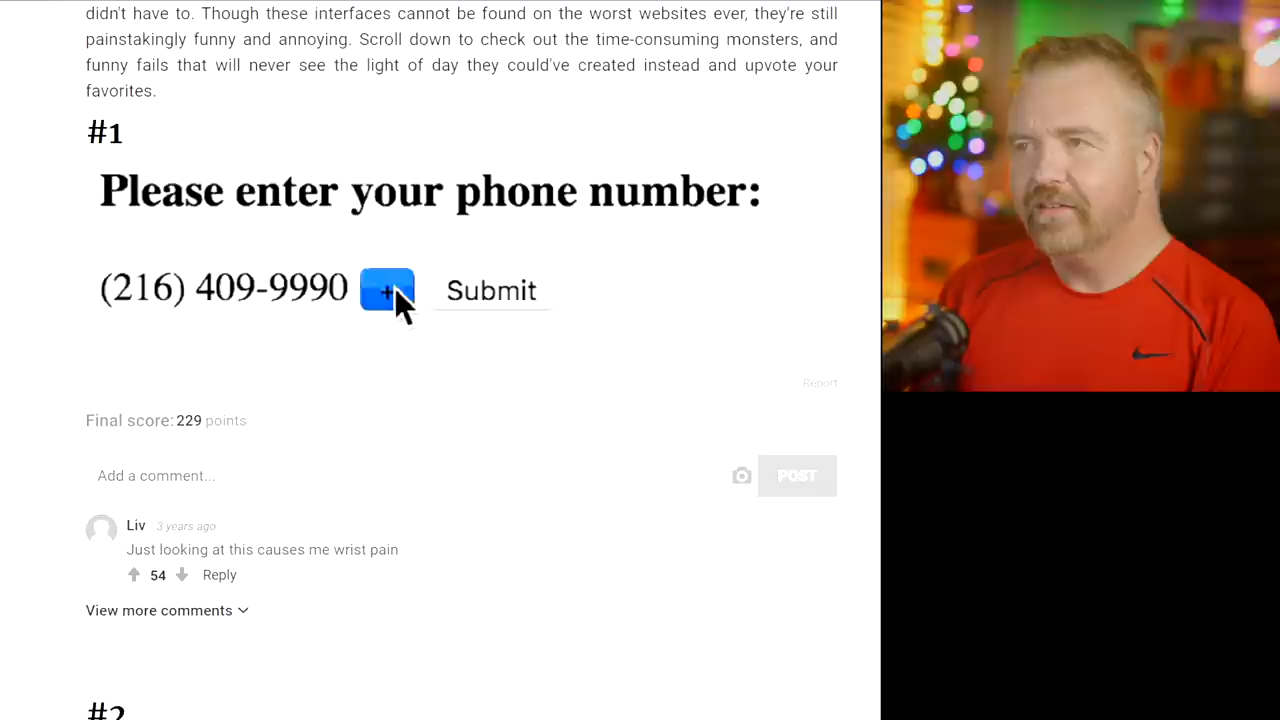 didn't have to. Though these interfaces cannot be found on the worst websites ever, they're still
painstakingly funny and annoying. Scroll down to check out the time-consuming monsters, and
funny fails that will never see the light of day they could've created instead and upvote your
favorites.
#1
Please enter your phone number:
(216) 409-9990 + Submit
Report
Final score: 229 points
Add a comment...
POST
Liv 3 years ago
Just looking at this causes me wrist pain
54 Reply
View more comments
#2